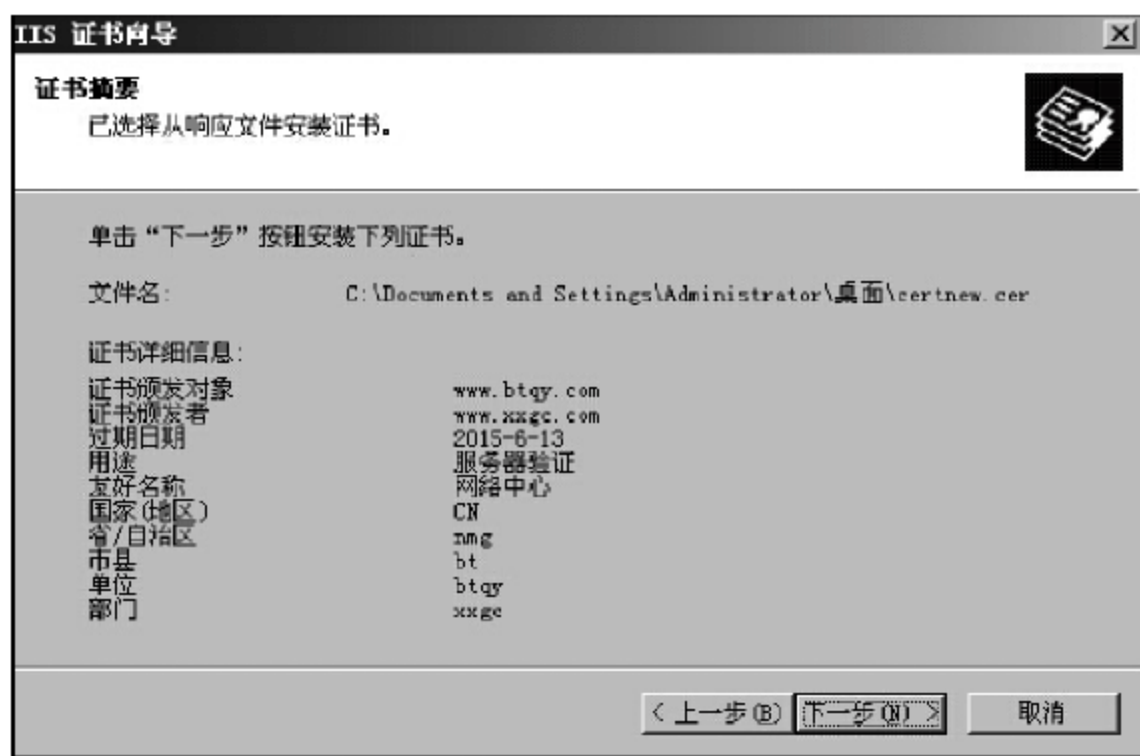 IIS 证书向导
证书摘要
已选择从响应文件安装证书。
单击“下一步”按钮安装下列证书。
文件名: C:\Documents and Settings\Administrator\桌面\certnew.cer
证书详细信息:
证书颁发对象 www.btqy.com
证书颁发者 www.xxgc.com
过期日期 2015-6-13
用途 服务器验证
友好名称 网络中心
国家(地区) CN
省/自治区 nmg
市县 bt
单位 btqy
部门 xxgc
< 上一步(B) 下一步(N) > 取消